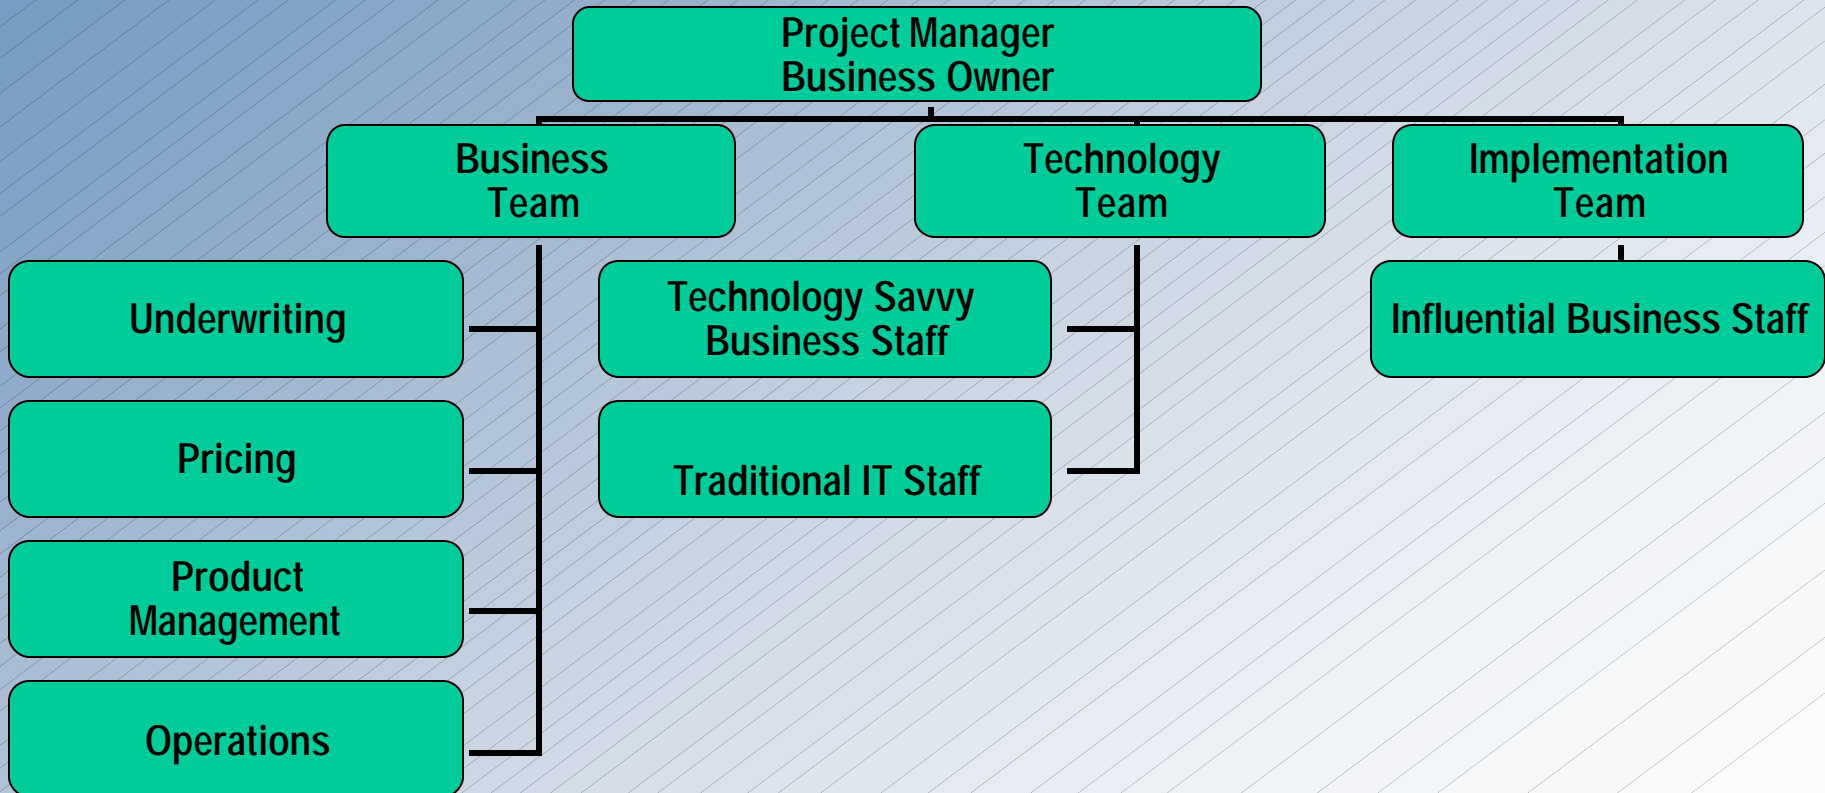 Project Manager
Business Owner
Business
Team
Technology
Team
Implementation
Team
Underwriting
Pricing
Product
Management
Operations
Technology Savvy
Business Staff
Traditional IT Staff
Influential Business Staff